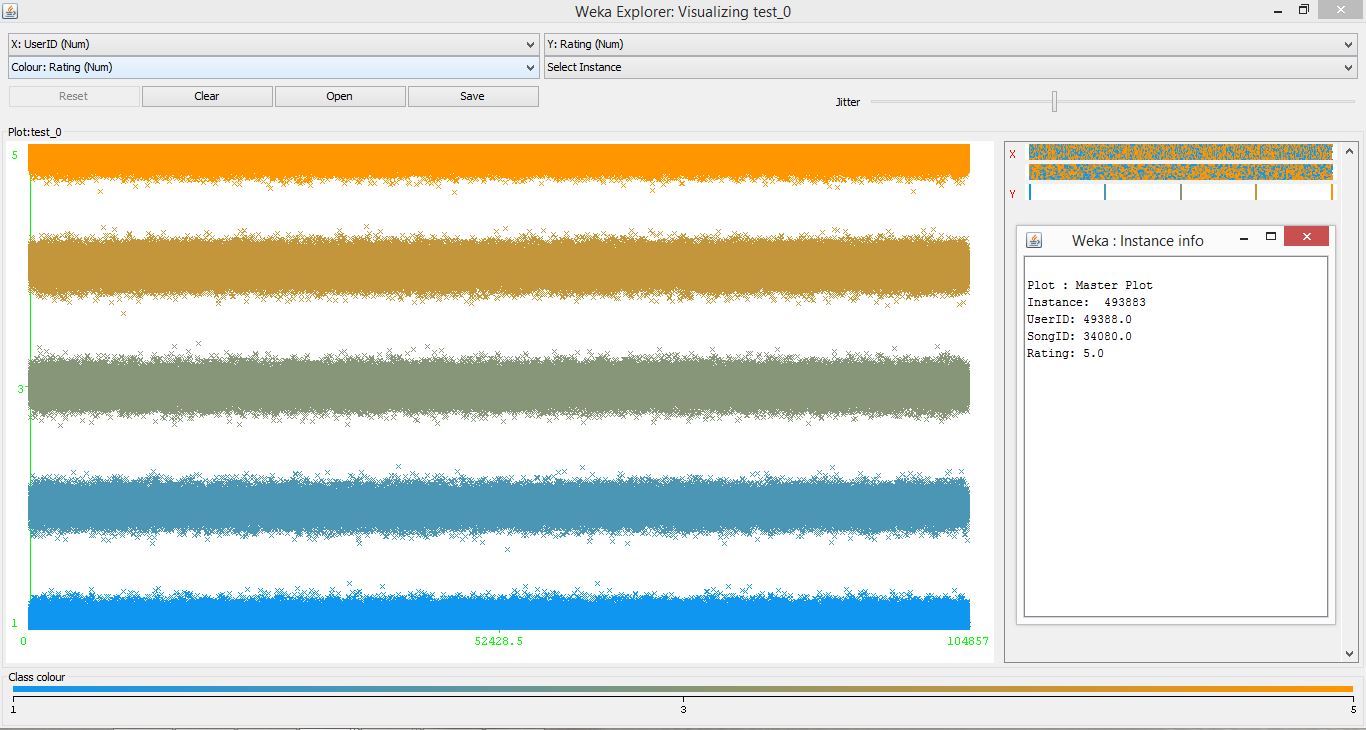 Weka Explorer: Visualizing test_0
X: UserID (Num)
Y: Rating (Num)
Colour: Rating (Num)
Select Instance
Reset
Clear
Open
Save
Jitter
Plot:test_0
5
3
1
0
52428.5
104857
X
Y
Weka : Instance info
Plot : Master Plot
Instance:  493883
UserID: 49388.0
SongID: 34080.0
Rating: 5.0
Class colour
1
3
5